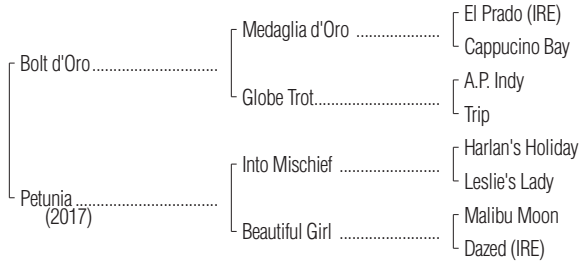 El Prado (IRE)
Medaglia d'Oro
Cappucino Bay
Bolt d'Oro
A.P. Indy
Globe Trot
Trip
Harlan's Holiday
Into Mischief
Leslie's Lady
Petunia
(2017)
Malibu Moon
Beautiful Girl
Dazed (IRE)